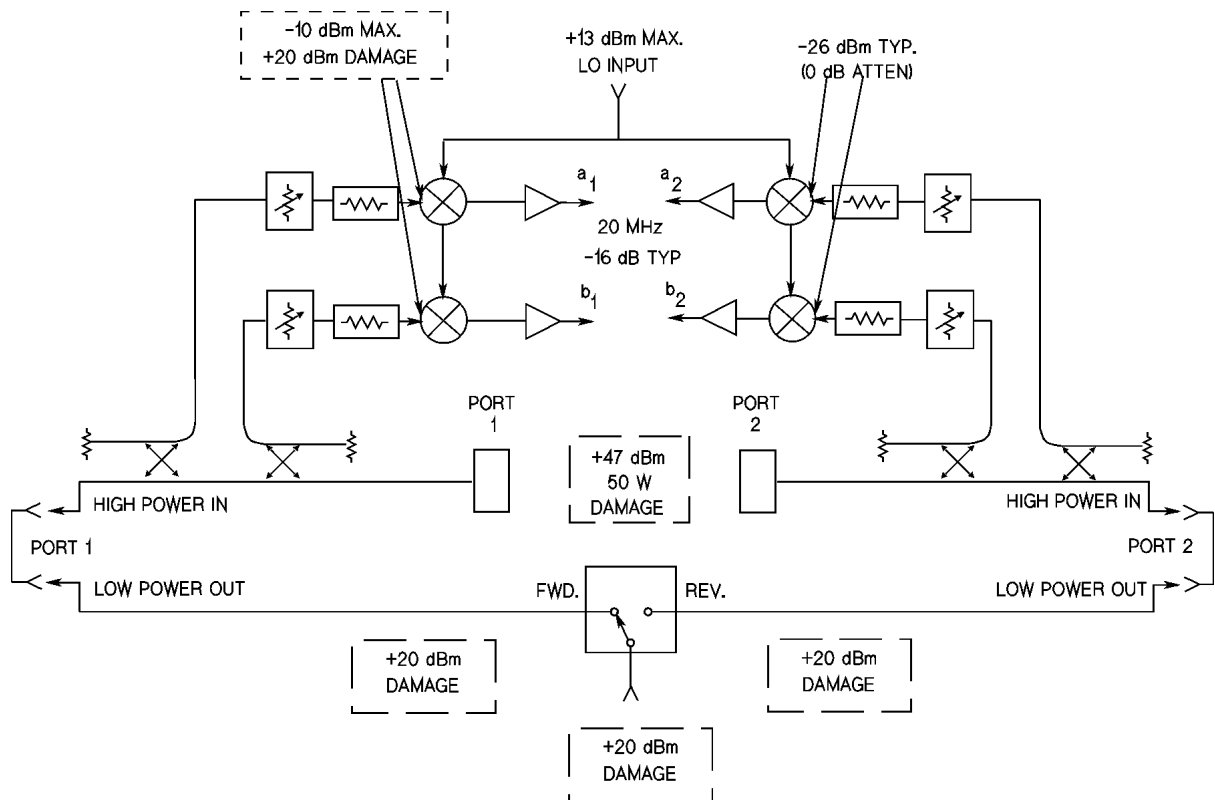 -10 dBm MAX.
+20 dBm DAMAGE
+13 dBm MAX.
LO INPUT
-26 dBm TYP.
(0 dB ATTEN)
a1
a2
20 MHz
-16 dB TYP
b1
b2
PORT
1
PORT
2
+47 dBm
50 W
DAMAGE
HIGH POWER IN
HIGH POWER IN
PORT 1
PORT 2
LOW POWER OUT
FWD.
REV.
LOW POWER OUT
+20 dBm
DAMAGE
+20 dBm
DAMAGE
+20 dBm
DAMAGE